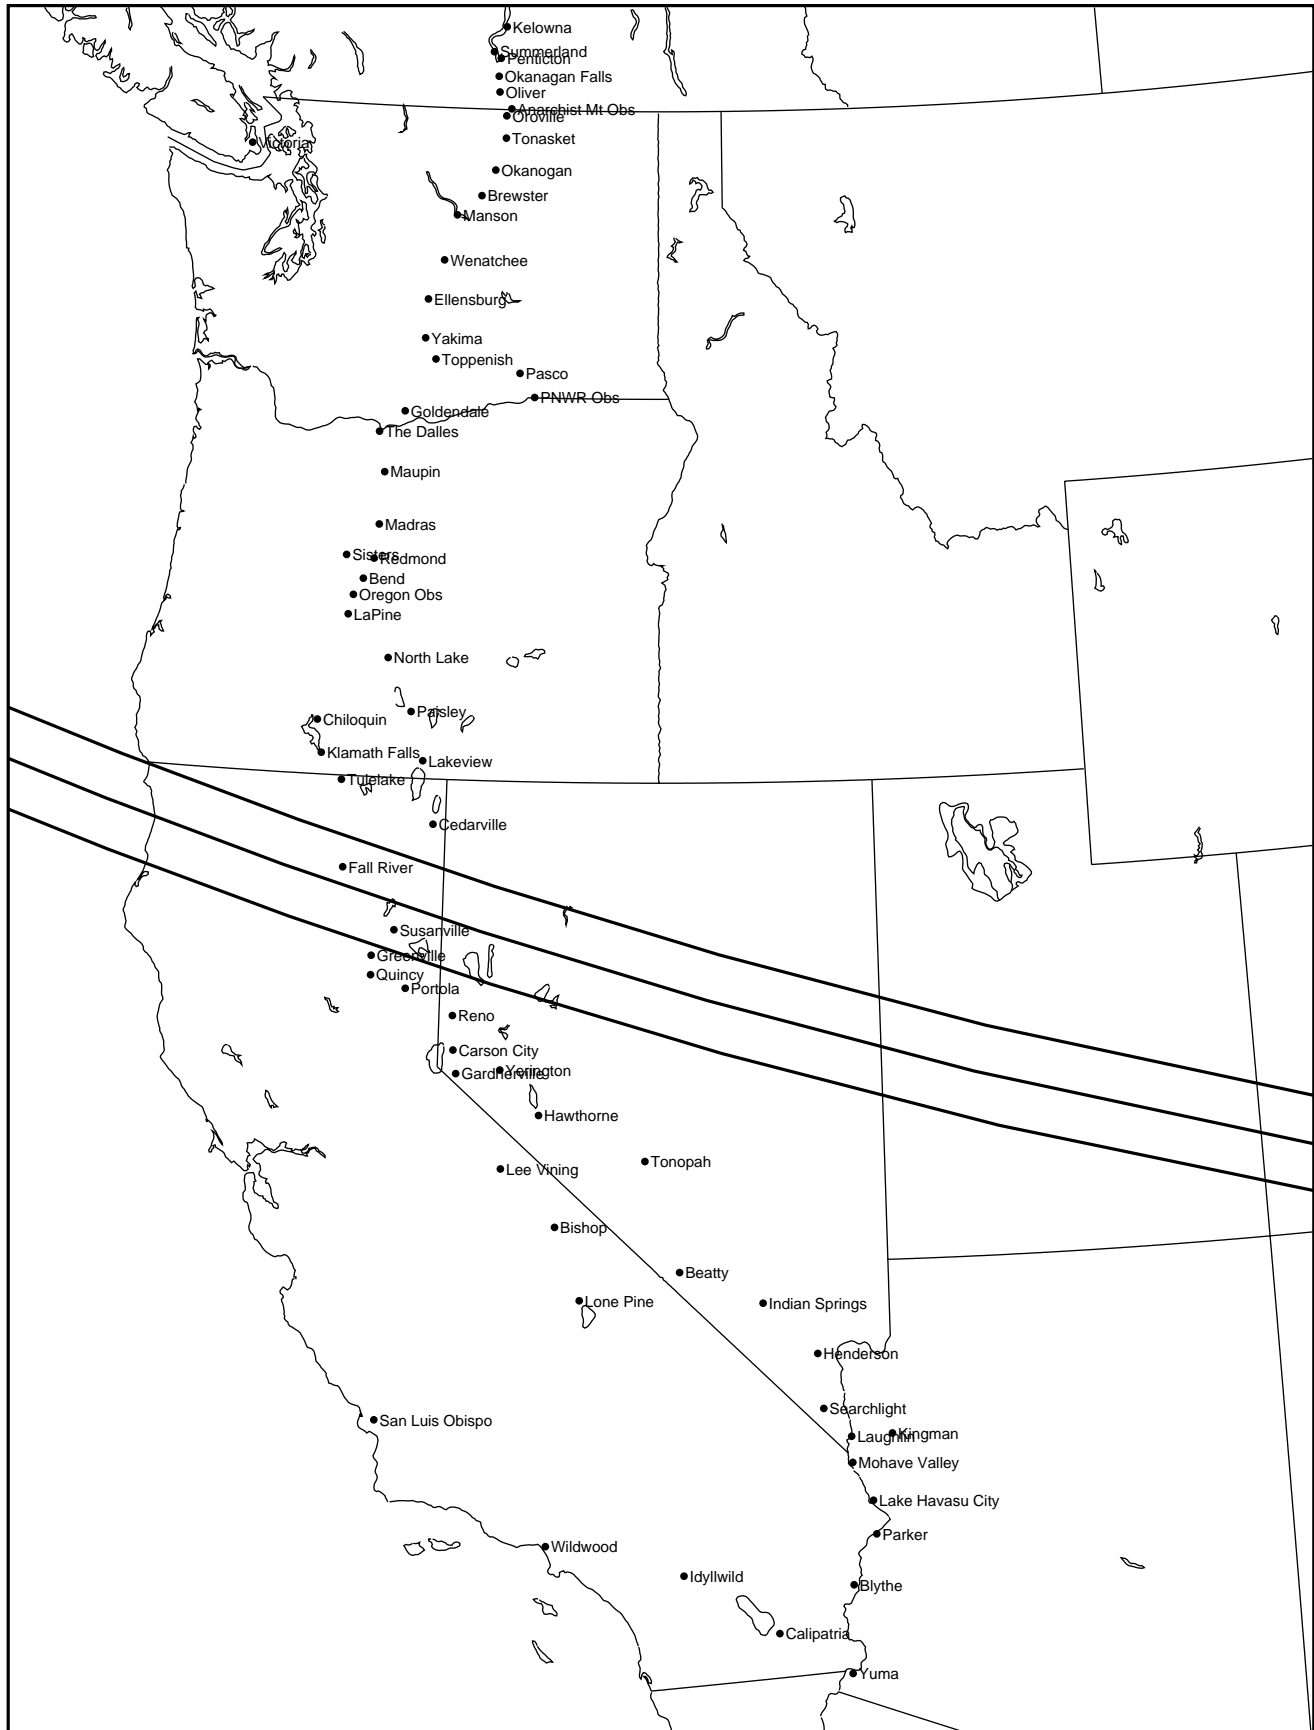 Kelowna
Summerland
Penticton
Okanagan Falls
Oliver
Anarchist Mt Obs
Oroville
Tonasket
Victoria
Okanogan
Brewster
Manson
Wenatchee
Ellensburg
Yakima
Toppenish
Pasco
PNWR Obs
Goldendale
The Dalles
Maupin
Madras
Sisters
Redmond
Bend
Oregon Obs
LaPine
North Lake
Paisley
Chiloquin
Klamath Falls
Lakeview
Tulelake
Cedarville
Fall River
Susanville
Greenville
Quincy
Portola
Reno
Carson City
Yerington
Gardnerville
Hawthorne
Tonopah
Lee Vining
Bishop
Beatty
Lone Pine
Indian Springs
Henderson
Searchlight
San Luis Obispo
Kingman
Laughlin
Mohave Valley
Lake Havasu City
Parker
Wildwood
Idyllwild
Blythe
Calipatria
Yuma